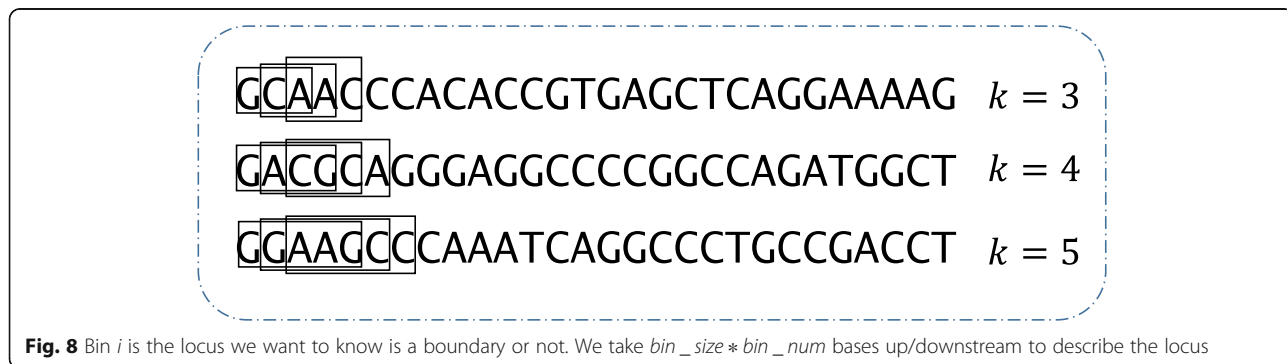 GCAACCCACACCGTGAGCTCAGGAAAAG k = 3
GACGCAGGGAGGCCCCGGCCAGATGGCT k = 4
GGAAGCCCAAATCAGGCCCTGCCGACCT k = 5
Fig. 8 Bin i is the locus we want to know is a boundary or not. We take bin _ size ∗ bin _ num bases up/downstream to describe the locus